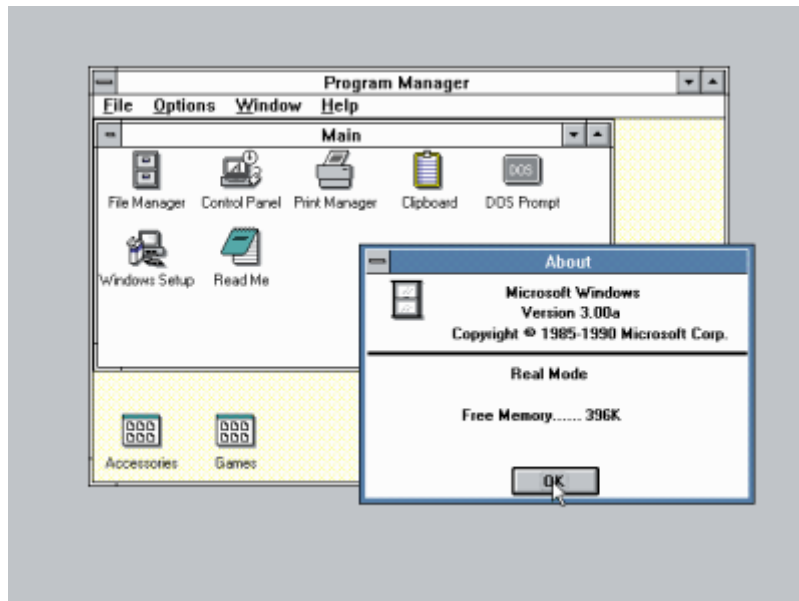 Program Manager
File Options Window Help
Main
File Manager Control Panel Print Manager Clipboard DOS Prompt
DOS
Windows Setup Read Me
About
Microsoft Windows
Version 3.00a
Copyright © 1985-1990 Microsoft Corp.
Real Mode
Free Memory...... 396K
OK
Accessories Games